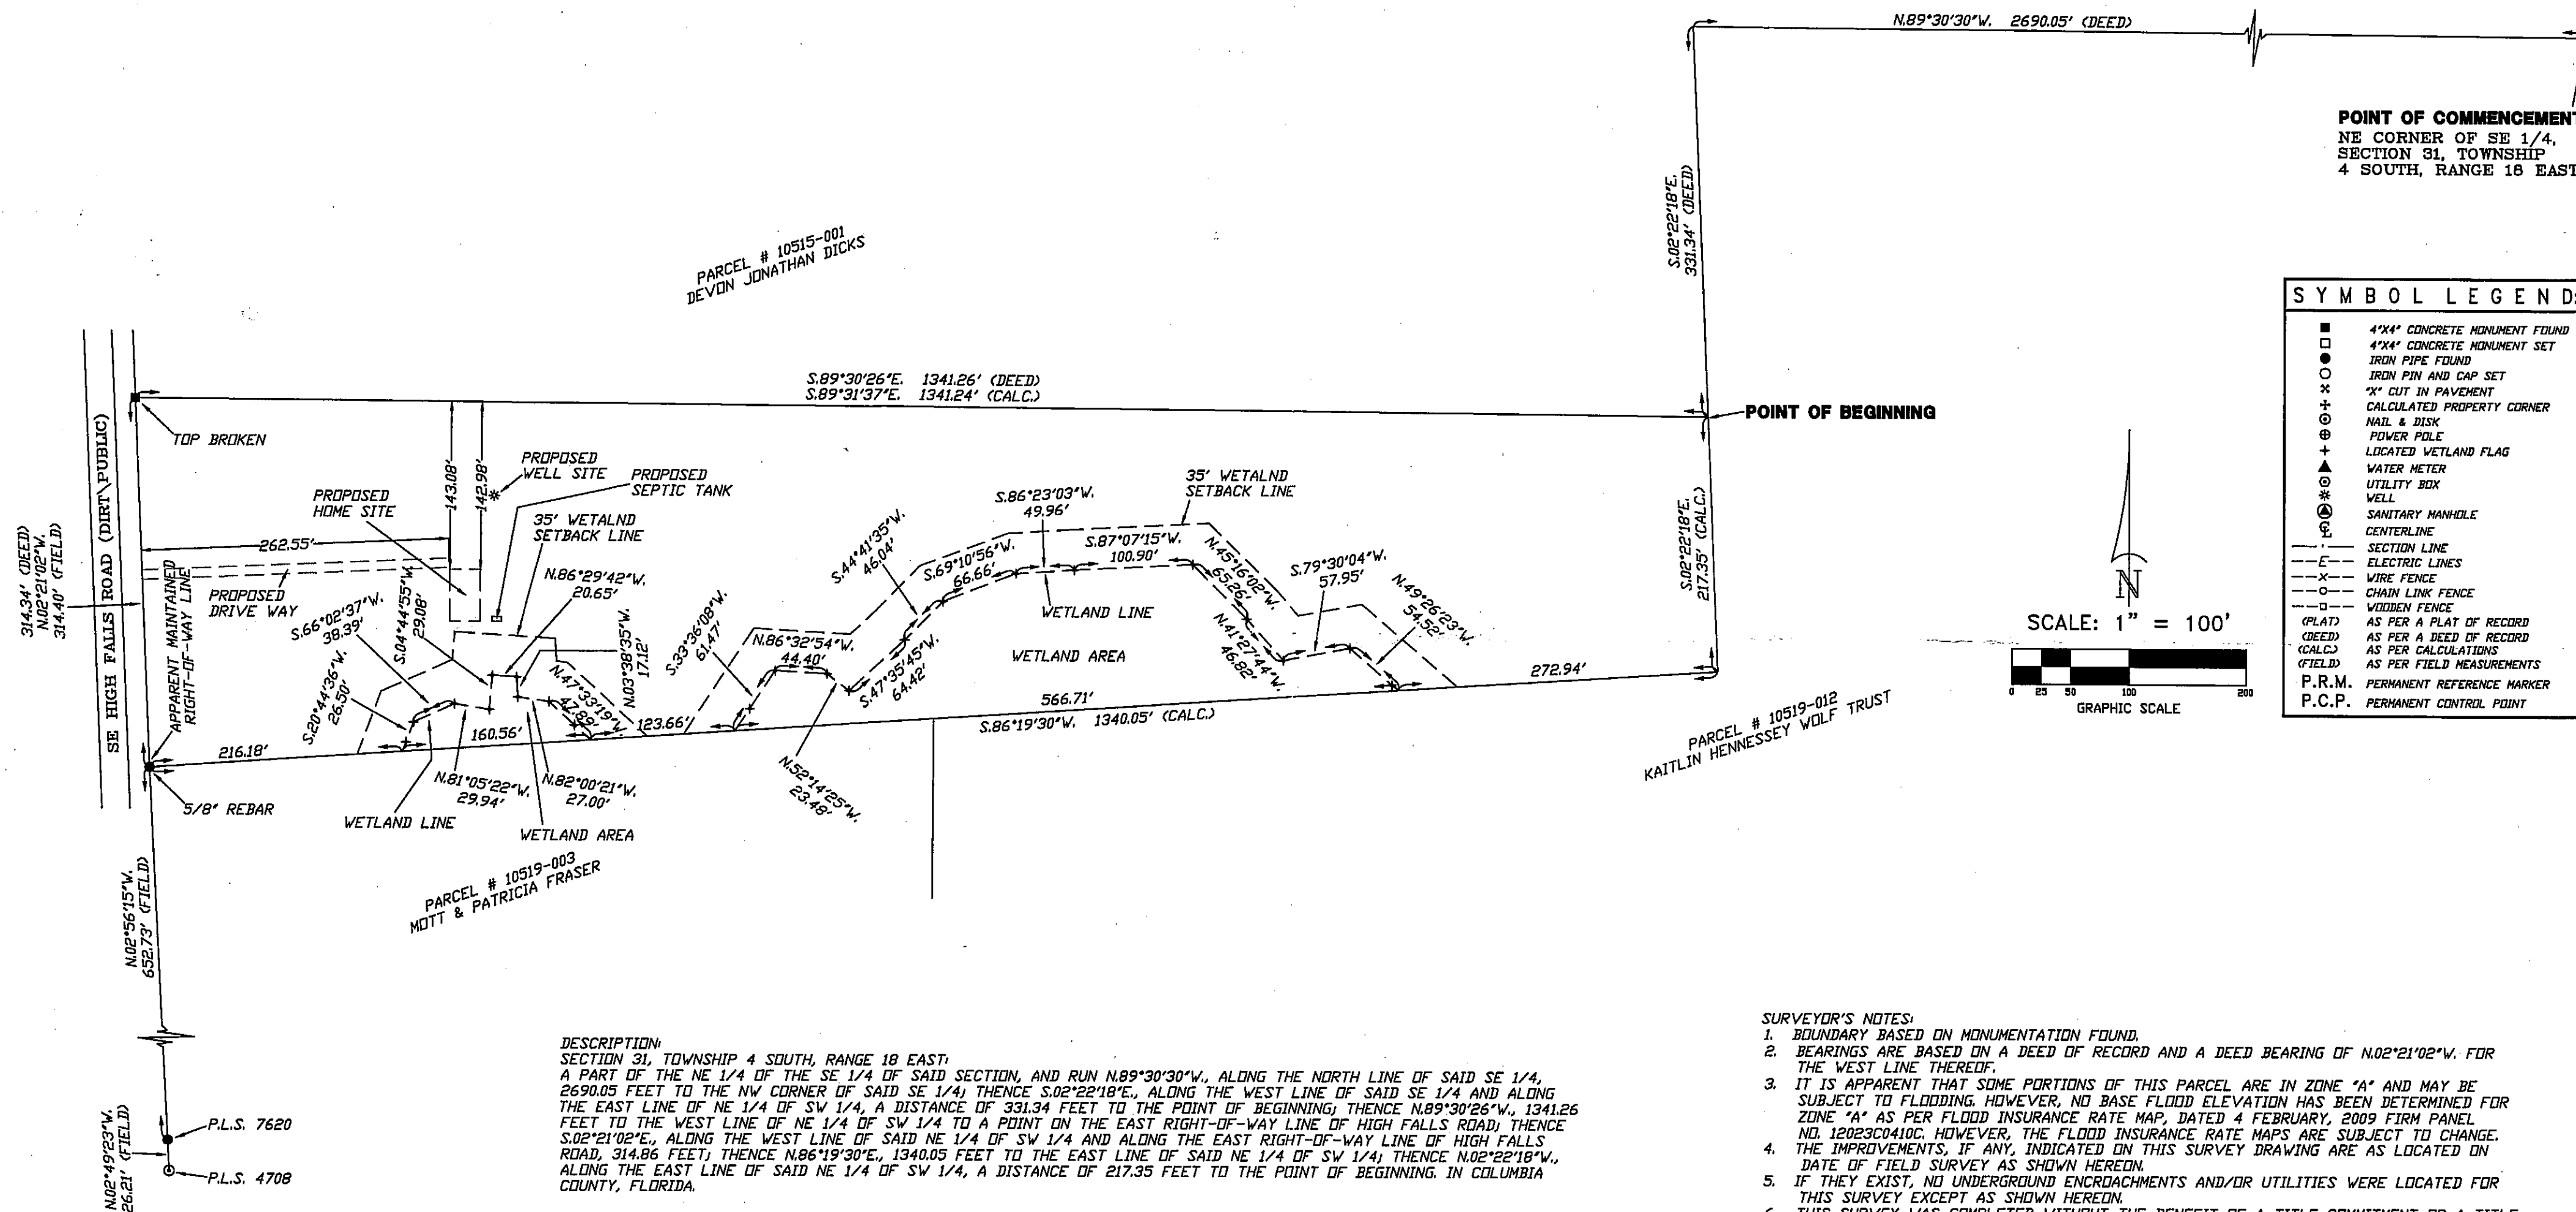 N.89°30'30"W.   2690.05' (DEED)
POINT OF COMMENCEMENT
NE CORNER OF SE 1/4,
SECTION 31, TOWNSHIP
4 SOUTH, RANGE 18 EAST
S.02°22'18"E.
331.34' (DEED)
PARCEL # 10515-001
DEVON JONATHAN DICKS
S.89°30'26"E.   1341.26' (DEED)
S.89°31'37"E.   1341.24' (CALC.)
POINT OF BEGINNING
TOP BROKEN
SE HIGH FALLS ROAD (DIRT\PUBLIC)
APPARENT MAINTAINED
RIGHT-OF-WAY LINE
314.34' (DEED)
N.02°21'02"W.
314.40' (FIELD)
143.08'
142.98'
PROPOSED
WELL SITE
PROPOSED
SEPTIC TANK
PROPOSED
HOME SITE
35' WETALND
SETBACK LINE
262.55'
PROPOSED
DRIVE WAY
S.66°02'37"W.
38.39'
S.04°44'55"W.
29.08'
N.86°29'42"W.
20.65'
N.03°38'35"W.
17.12'
S.20°44'36"W.
26.50'
N.47°33'19"W.
47.89'
216.18'
160.56'
123.66'
N.81°05'22"W.
29.94'
N.82°00'21"W.
27.00'
WETLAND LINE
WETLAND AREA
5/8" REBAR
S.33°36'08"W.
61.47'
N.86°32'54"W.
44.40'
S.44°41'35"W.
46.04'
S.47°35'45"W.
64.42'
N.52°14'25"W.
23.48'
S.69°10'56"W.
66.66'
S.86°23'03"W.
49.96'
S.87°07'15"W.
100.90'
35' WETALND
SETBACK LINE
WETLAND LINE
WETLAND AREA
N.45°16'02"W.
65.26'
N.41°27'44"W.
46.82'
S.79°30'04"W.
57.95'
N.49°26'23"W.
54.52'
S.02°22'18"E.
217.35' (CALC.)
566.71'
272.94'
S.86°19'30"W.   1340.05' (CALC.)
PARCEL # 10519-012
KAITLIN HENNESSEY WOLF TRUST
PARCEL # 10519-003
MOTT & PATRICIA FRASER
N.02°56'15"W.
652.73' (FIELD)
N.02°49'23"W.
26.21' (FIELD)
P.L.S. 7620
P.L.S. 4708
N
SCALE: 1" = 100'
0 25 50 100 200
GRAPHIC SCALE
SYMBOL LEGEND:
4"X4" CONCRETE MONUMENT FOUND
4"X4" CONCRETE MONUMENT SET
IRON PIPE FOUND
IRON PIN AND CAP SET
"X" CUT IN PAVEMENT
CALCULATED PROPERTY CORNER
NAIL & DISK
POWER POLE
LOCATED WETLAND FLAG
WATER METER
UTILITY BOX
WELL
SANITARY MANHOLE
CENTERLINE
SECTION LINE
E ELECTRIC LINES
X WIRE FENCE
CHAIN LINK FENCE
WOODEN FENCE
(PLAT) AS PER A PLAT OF RECORD
(DEED) AS PER A DEED OF RECORD
(CALC.) AS PER CALCULATIONS
(FIELD) AS PER FIELD MEASUREMENTS
P.R.M. PERMANENT REFERENCE MARKER
P.C.P. PERMANENT CONTROL POINT
DESCRIPTION:
SECTION 31, TOWNSHIP 4 SOUTH, RANGE 18 EAST:
A PART OF THE NE 1/4 OF THE SE 1/4 OF SAID SECTION, AND RUN N.89°30'30"W., ALONG THE NORTH LINE OF SAID SE 1/4,
2690.05 FEET TO THE NW CORNER OF SAID SE 1/4; THENCE S.02°22'18"E., ALONG THE WEST LINE OF SAID SE 1/4 AND ALONG
THE EAST LINE OF NE 1/4 OF SW 1/4, A DISTANCE OF 331.34 FEET TO THE POINT OF BEGINNING; THENCE N.89°30'26"W., 1341.26
FEET TO THE WEST LINE OF NE 1/4 OF SW 1/4 TO A POINT ON THE EAST RIGHT-OF-WAY LINE OF HIGH FALLS ROAD; THENCE
S.02°21'02"E., ALONG THE WEST LINE OF SAID NE 1/4 OF SW 1/4 AND ALONG THE EAST RIGHT-OF-WAY LINE OF HIGH FALLS
ROAD, 314.86 FEET; THENCE N.86°19'30"E., 1340.05 FEET TO THE EAST LINE OF SAID NE 1/4 OF SW 1/4; THENCE N.02°22'18"W.,
ALONG THE EAST LINE OF SAID NE 1/4 OF SW 1/4, A DISTANCE OF 217.35 FEET TO THE POINT OF BEGINNING. IN COLUMBIA
COUNTY, FLORIDA.
SURVEYOR'S NOTES:
1. BOUNDARY BASED ON MONUMENTATION FOUND.
2. BEARINGS ARE BASED ON A DEED OF RECORD AND A DEED BEARING OF N.02°21'02"W. FOR
THE WEST LINE THEREOF.
3. IT IS APPARENT THAT SOME PORTIONS OF THIS PARCEL ARE IN ZONE "A" AND MAY BE
SUBJECT TO FLOODING. HOWEVER, NO BASE FLOOD ELEVATION HAS BEEN DETERMINED FOR
ZONE "A" AS PER FLOOD INSURANCE RATE MAP, DATED 4 FEBRUARY, 2009 FIRM PANEL
NO. 12023C0410C. HOWEVER, THE FLOOD INSURANCE RATE MAPS ARE SUBJECT TO CHANGE.
4. THE IMPROVEMENTS, IF ANY, INDICATED ON THIS SURVEY DRAWING ARE AS LOCATED ON
DATE OF FIELD SURVEY AS SHOWN HEREON.
5. IF THEY EXIST, NO UNDERGROUND ENCROACHMENTS AND/OR UTILITIES WERE LOCATED FOR
THIS SURVEY EXCEPT AS SHOWN HEREON.
6. THIS SURVEY WAS COMPLETED WITHOUT THE BENEFIT OF A TITLE COMMITMENT OR A TITLE